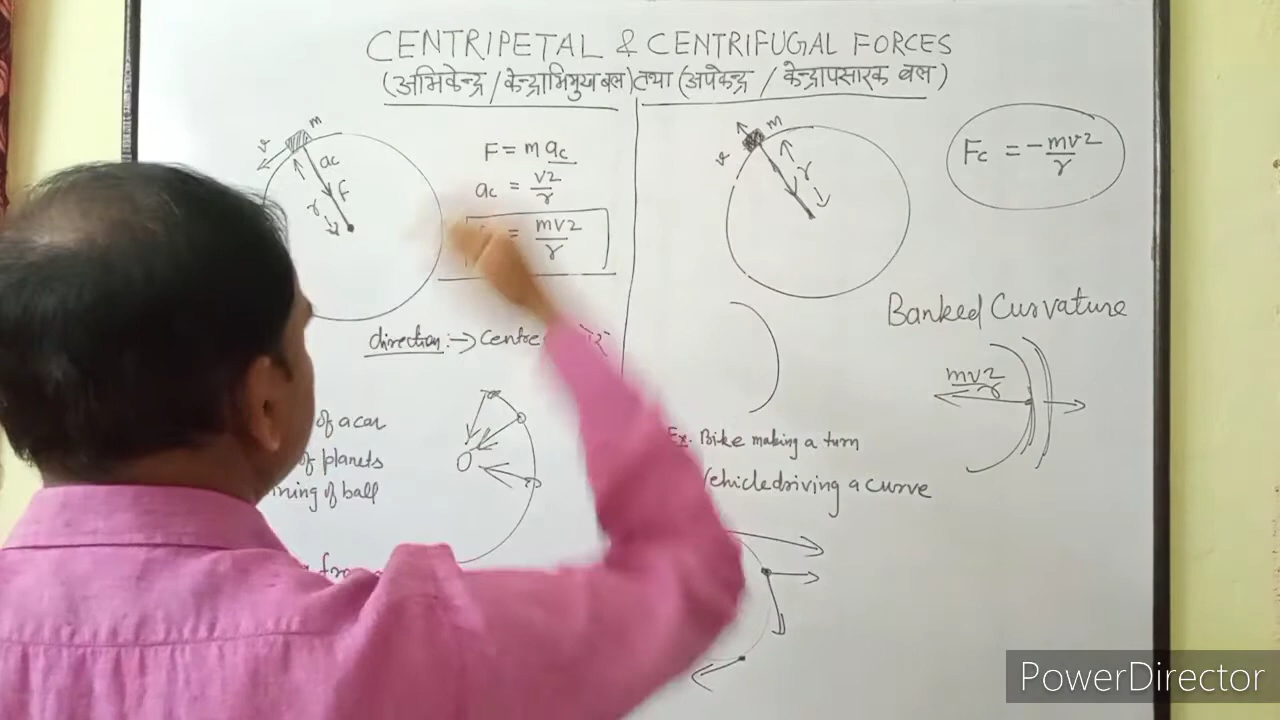 CENTRIPETAL & CENTRIFUGAL FORCES
(अभिकेन्द्र / केन्द्राभिमुख बल) तथा (अपकेन्द्र / केन्द्रापसारक बल)
m
v
ac
F
r
F = m ac
ac = v2/r
= mv2/r
direction :→ Centre
of a car
of planets
ning of ball
O
m
v
r
Fc = -mv2/r
Banked Curvature
mv2/r
Ex. Bike making a turn
Vehicle driving a curve
PowerDirector